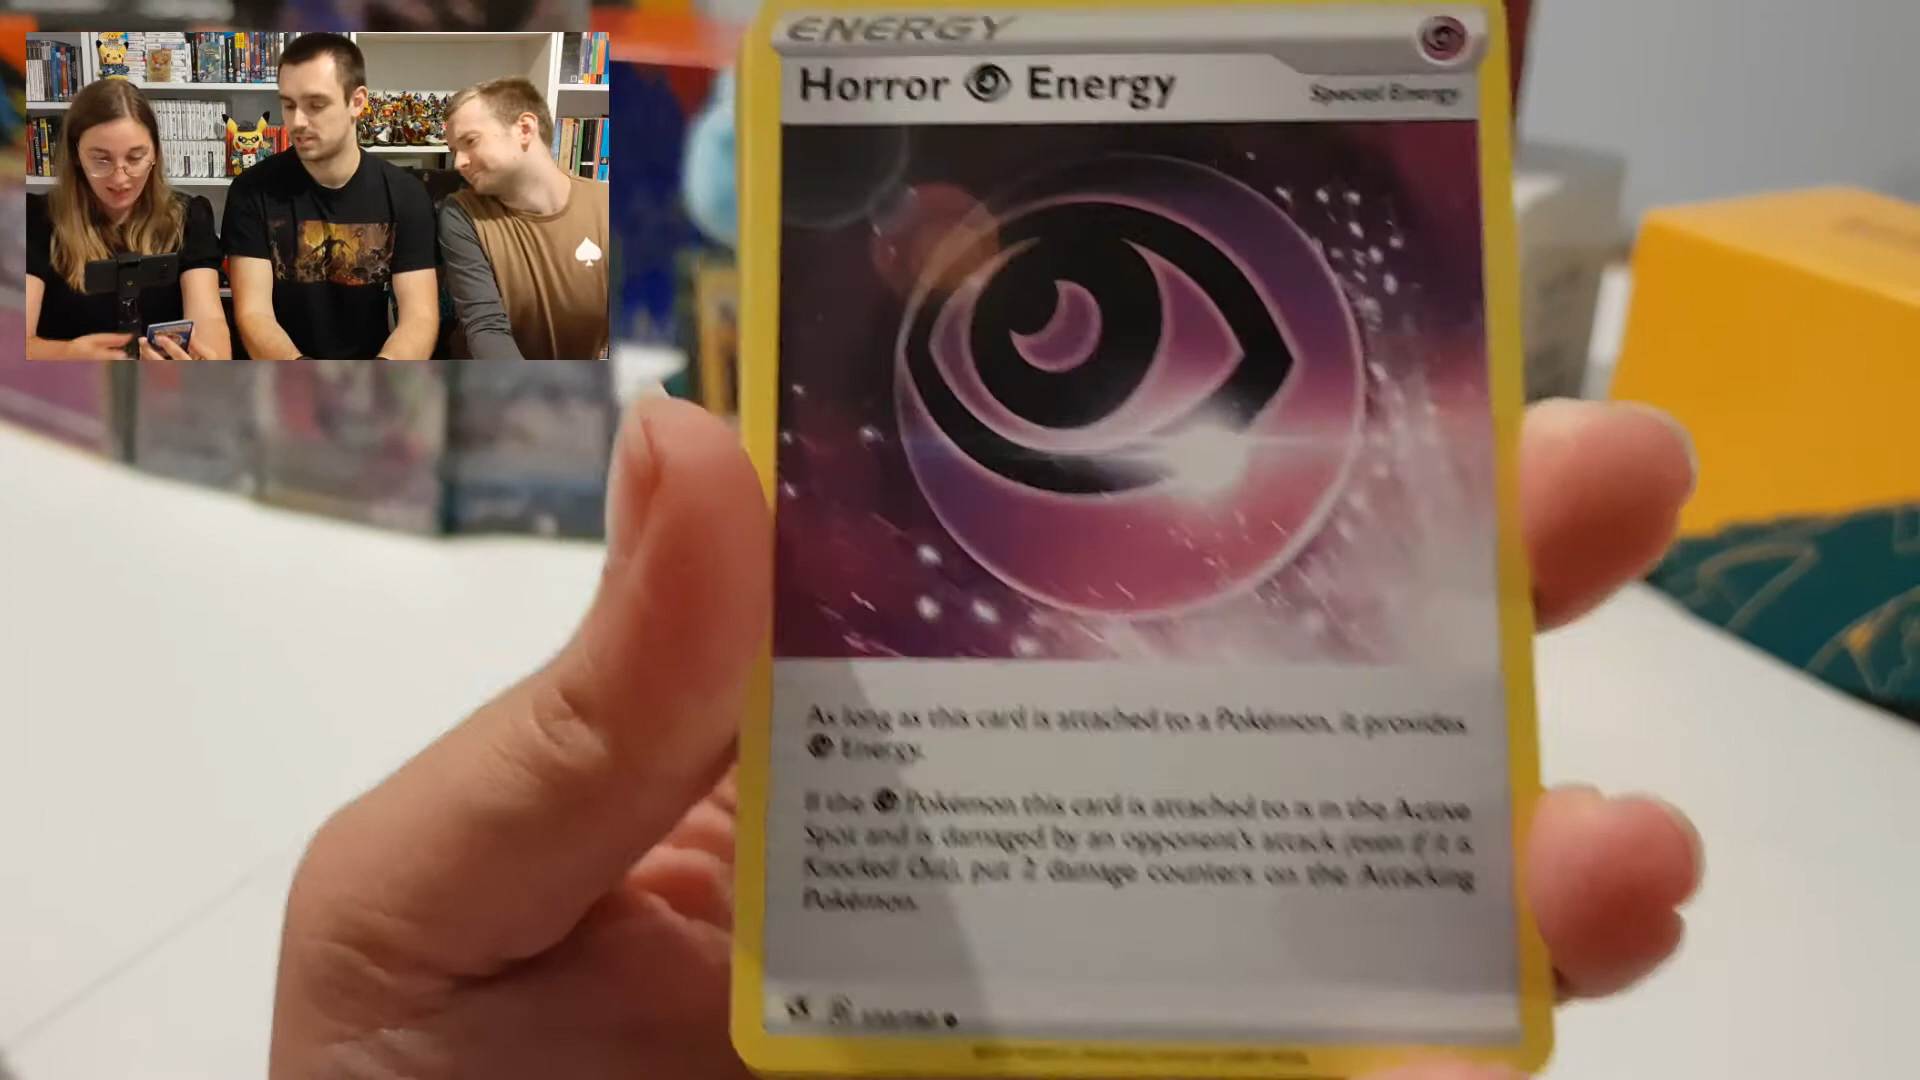 ENERGY
Horror Energy
Special Energy
As long as this card is attached to a Pokémon, it provides
Energy.
If the Pokémon this card is attached to is in the Active
Spot and is damaged by an opponent's attack (even if it is
Knocked Out), put 2 damage counters on the Attacking
Pokémon.